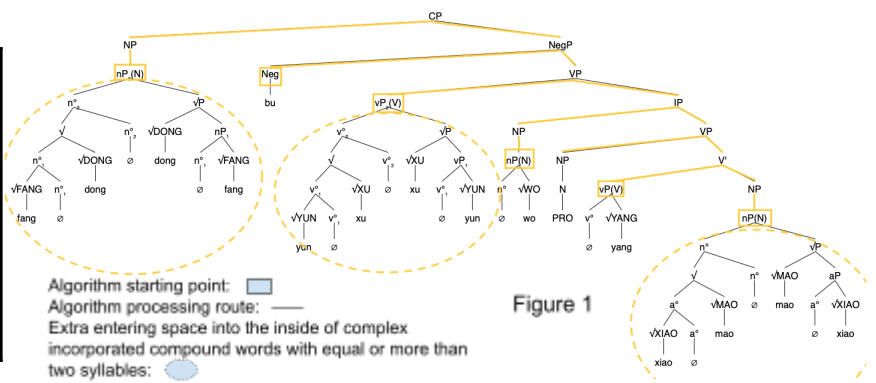 CP
NP NegP
nP₂(N) Neg VP
bu vP₂(V) IP
n°₂ √P v°₂ √P NP VP
√ n°₂ √DONG nP₁ √ v°₂ √XU vP₁ nP(N) NP V'
n°₁ √DONG ∅ dong n°₁ √FANG v°₁ √XU ∅ xu v°₁ √YUN n° √WO N vP(V) NP
√FANG n°₁ dong ∅ fang √YUN v°₁ xu ∅ yun ∅ wo PRO v° √YANG nP(N)
fang ∅ yun ∅ ∅ yang n° √P
√ n° √MAO aP
a° √MAO ∅ mao a° √XIAO
√XIAO a° mao ∅ xiao
xiao ∅
Algorithm starting point:
Algorithm processing route:
Extra entering space into the inside of complex
incorporated compound words with equal or more than
two syllables:
Figure 1